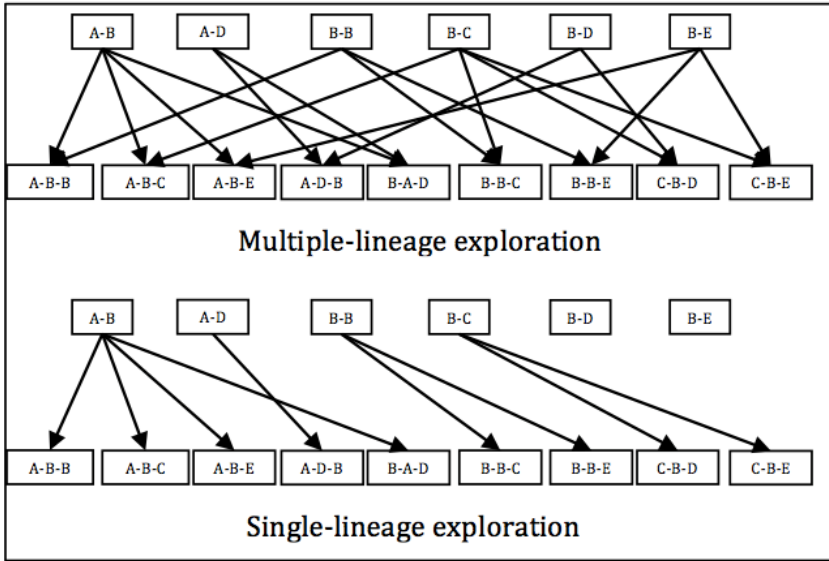 A-B A-D B-B B-C B-D B-E
A-B-B A-B-C A-B-E A-D-B B-A-D B-B-C B-B-E C-B-D C-B-E
Multiple-lineage exploration
A-B A-D B-B B-C B-D B-E
A-B-B A-B-C A-B-E A-D-B B-A-D B-B-C B-B-E C-B-D C-B-E
Single-lineage exploration